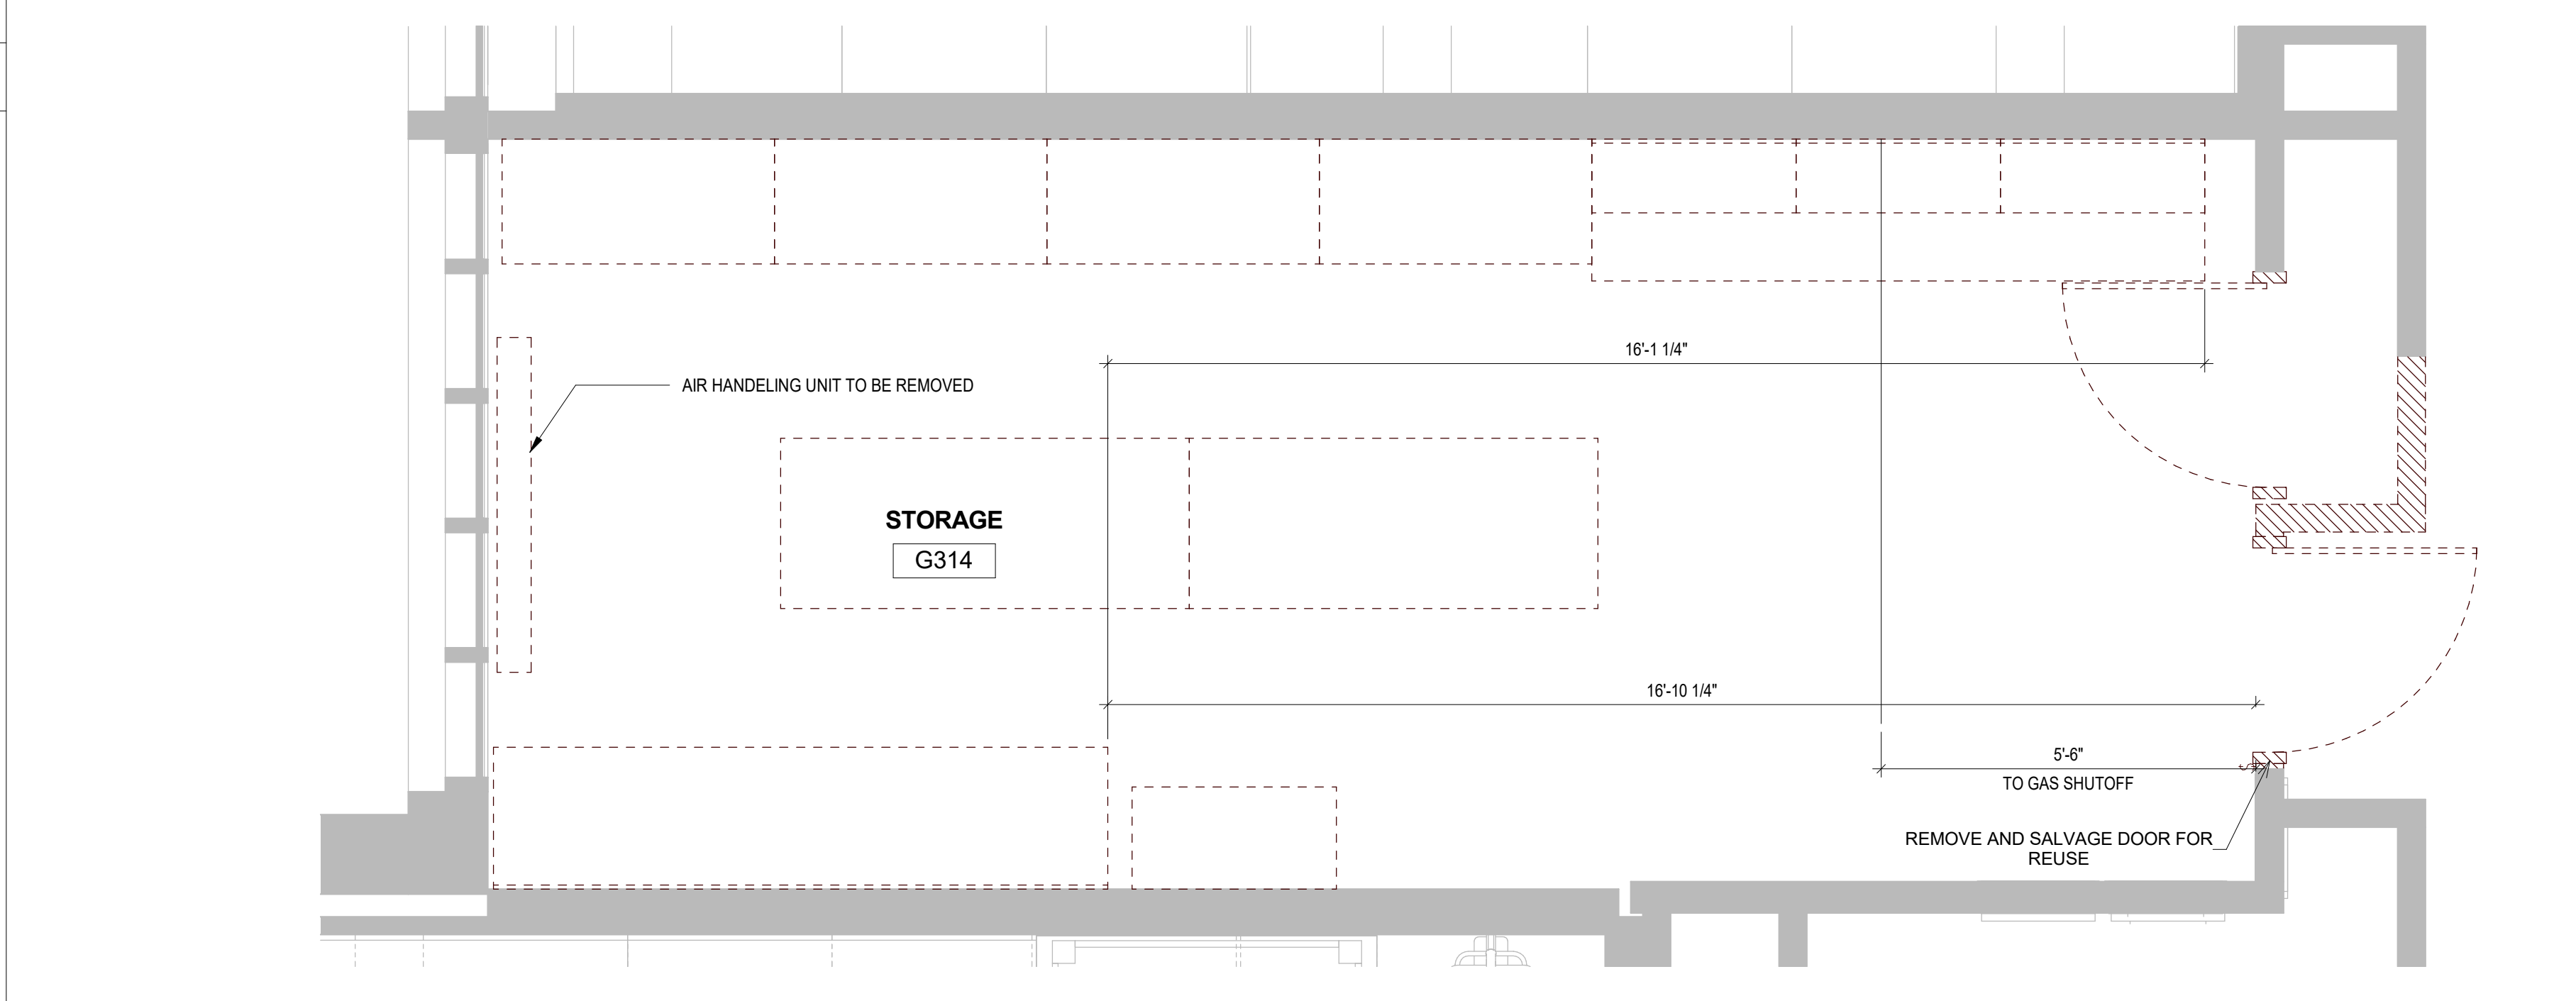 16'-1 1/4"
AIR HANDELING UNIT TO BE REMOVED
STORAGE
G314
16'-10 1/4"
5'-6"
TO GAS SHUTOFF
REMOVE AND SALVAGE DOOR FOR
REUSE